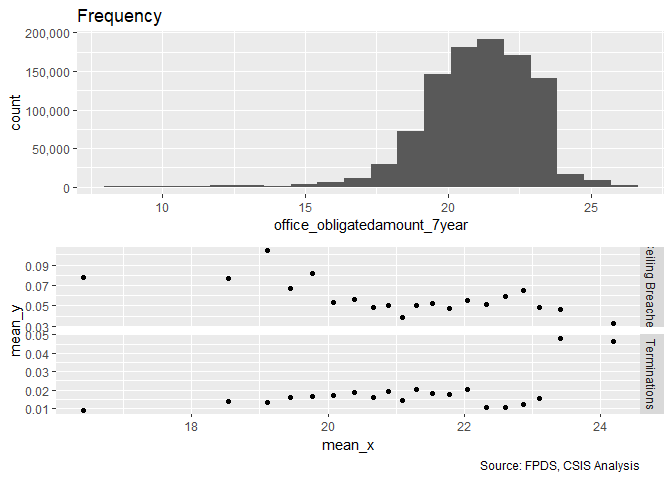 Frequency
200,000
150,000
100,000
50,000
0
count
10 15 20 25
office_obligatedamount_7year
0.09
0.07
0.05
0.03
Ceiling Breache
0.05
0.04
0.03
0.02
0.01
Terminations
mean_y
18 20 22 24
mean_x
Source: FPDS, CSIS Analysis